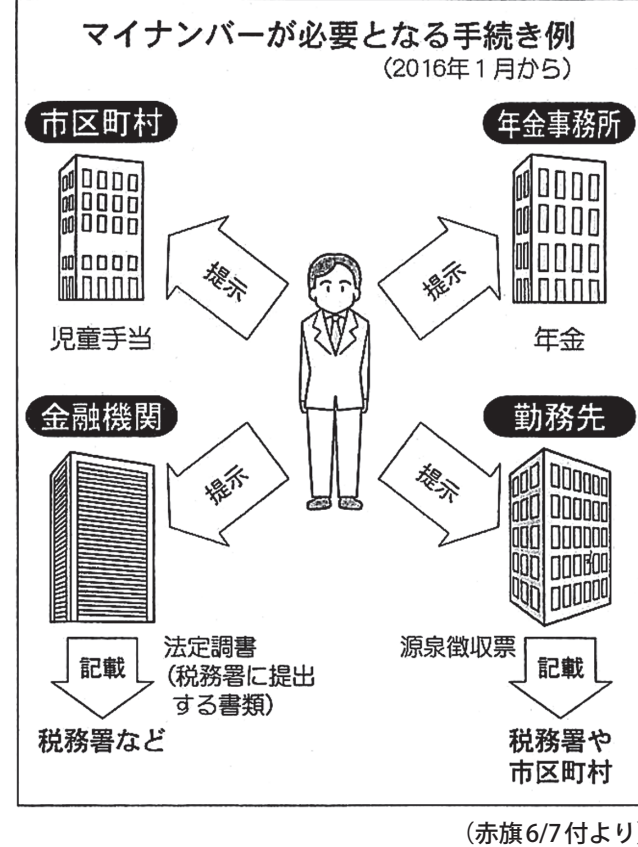 マイナンバーが必要となる手続き例
（2016年１月から）
市区町村
年金事務所
提示
提示
児童手当
年金
金融機関
勤務先
提示
提示
記載
法定調書
（税務署に提出
する書類）
源泉徴収票
記載
税務署など
税務署や
市区町村
（赤旗6/7付より）